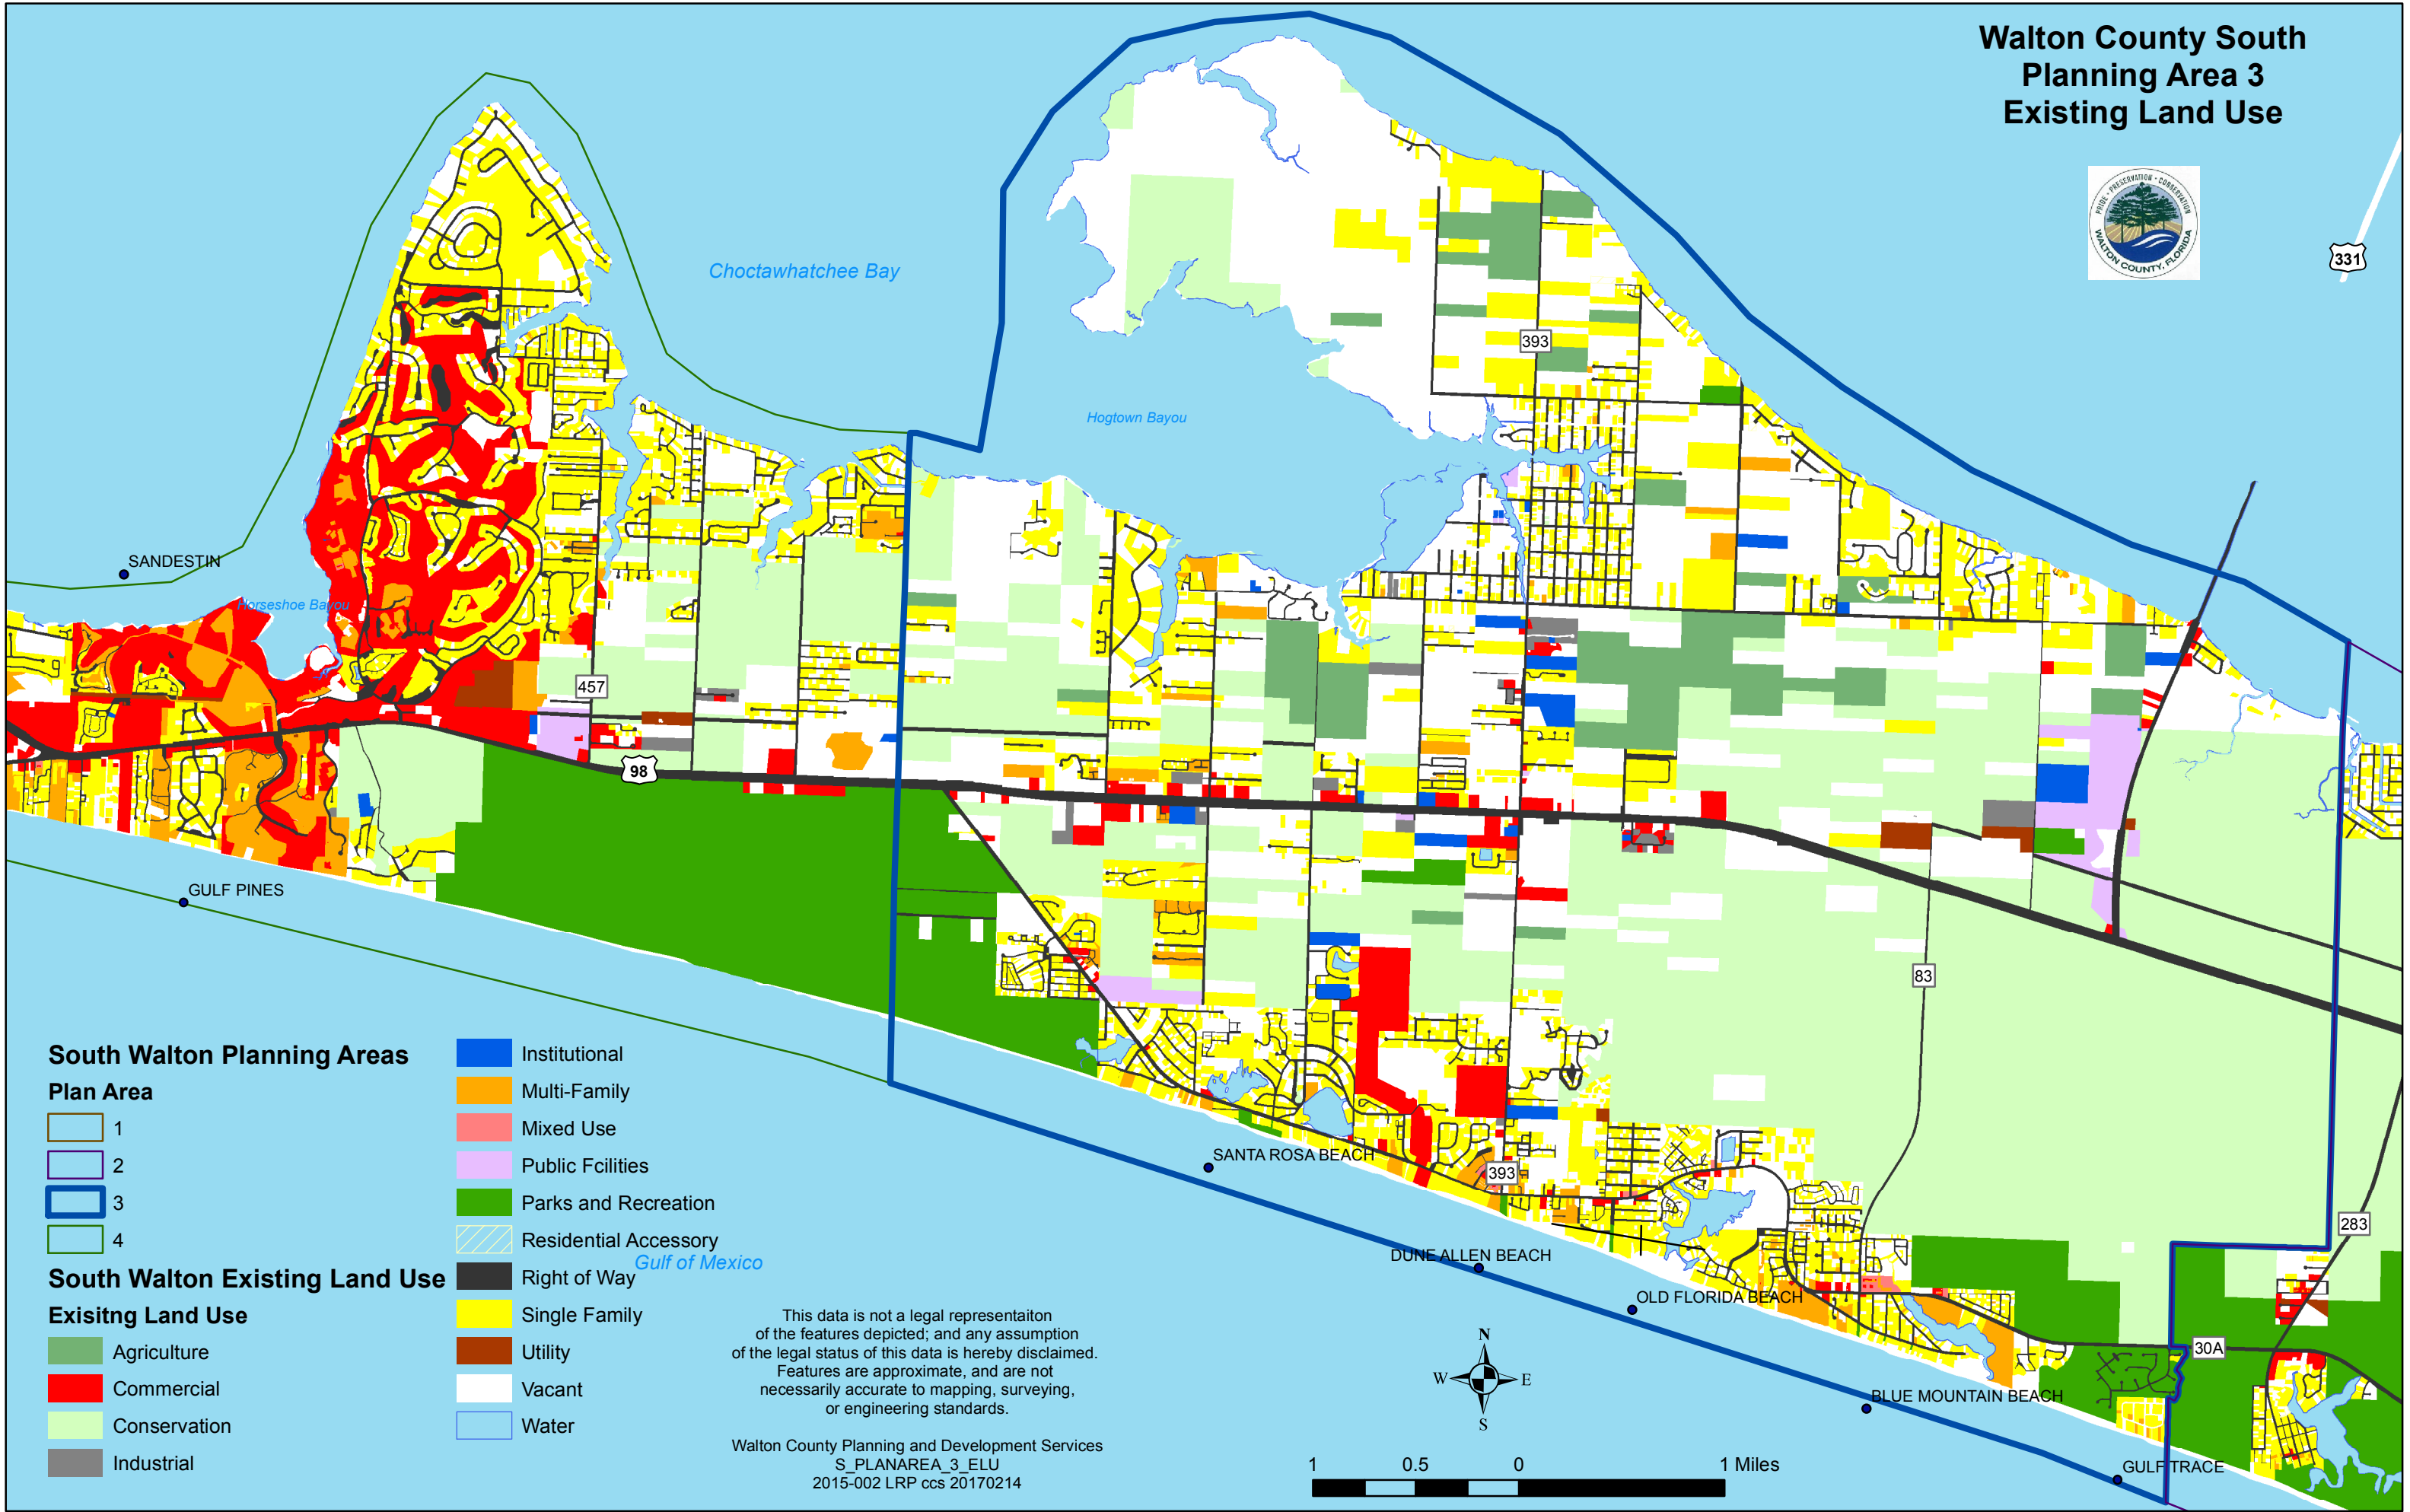 Walton County South
Planning Area 3
Existing Land Use
PRIDE • PRESERVATION • CONSERVATION
WALTON COUNTY, FLORIDA
331
Choctawhatchee Bay
Hogtown Bayou
393
SANDESTIN
Horseshoe Bayou
457
98
GULF PINES
83
283
30A
393
SANTA ROSA BEACH
DUNE ALLEN BEACH
OLD FLORIDA BEACH
BLUE MOUNTAIN BEACH
GULF TRACE
Gulf of Mexico
South Walton Planning Areas
Plan Area
1
2
3
4
South Walton Existing Land Use
Exisitng Land Use
Agriculture
Commercial
Conservation
Industrial
Institutional
Multi-Family
Mixed Use
Public Fcilities
Parks and Recreation
Residential Accessory
Right of Way
Single Family
Utility
Vacant
Water
This data is not a legal representaiton
of the features depicted; and any assumption
of the legal status of this data is hereby disclaimed.
Features are approximate, and are not
necessarily accurate to mapping, surveying,
or engineering standards.
Walton County Planning and Development Services
S_PLANAREA_3_ELU
2015-002 LRP ccs 20170214
N
W
E
S
1 0.5 0 1 Miles